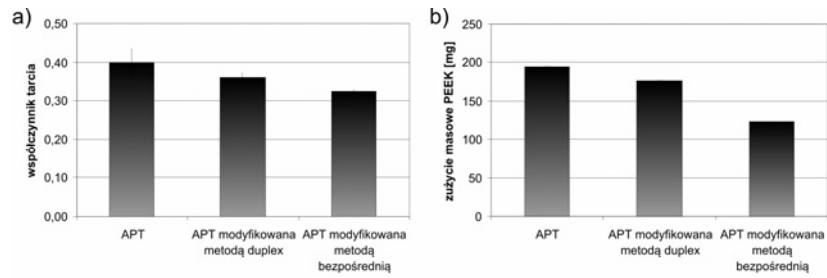 a)
0,50
0,40
0,30
0,20
0,10
0,00
współczynnik tarcia
APT
APT modyfikowana
metodą duplex
APT modyfikowana
metodą
bezpośrednią
b)
250
200
150
100
50
0
zużycie masowe PEEK [mg]
APT
APT modyfikowana
metodą duplex
APT modyfikowana
metodą
bezpośrednią